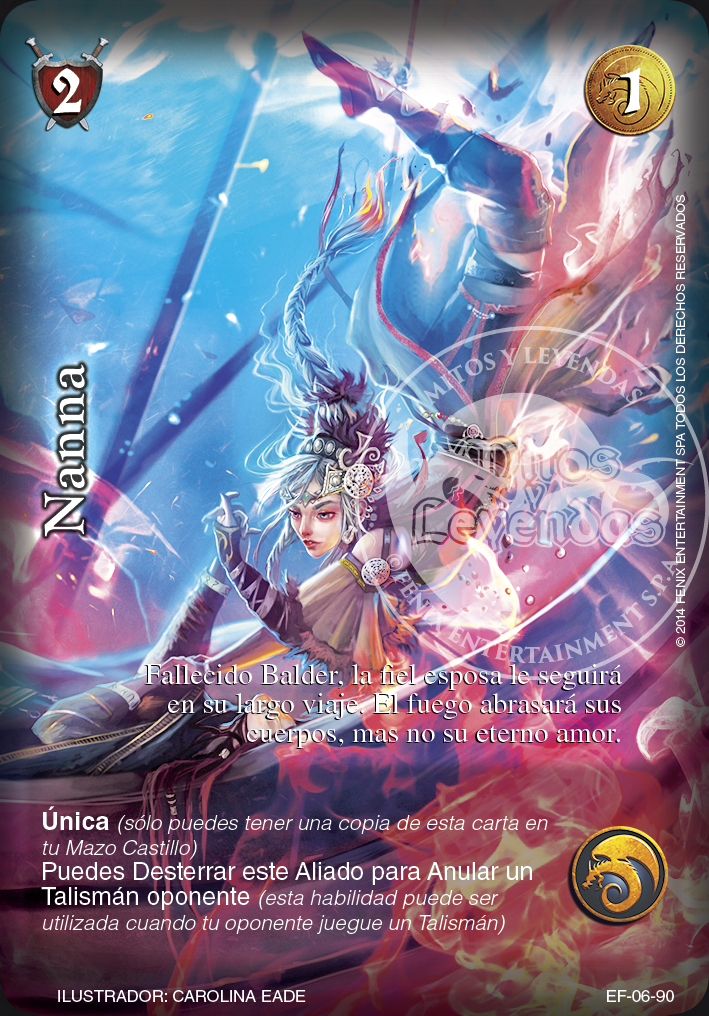 2
1
Nanna
© 2014 FENIX ENTERTAINMENT SPA TODOS LOS DERECHOS RESERVADOS
MITOS Y LEYENDAS
Mitos
y
Leyendas
© FENIX ENTERTAINMENT S.P.A
Fallecido Balder, la fiel esposa le seguirá
en su largo viaje. El fuego abrasará sus
cuerpos, mas no su eterno amor.
Única (sólo puedes tener una copia de esta carta en
tu Mazo Castillo)
Puedes Desterrar este Aliado para Anular un
Talismán oponente (esta habilidad puede ser
utilizada cuando tu oponente juegue un Talismán)
ILUSTRADOR: CAROLINA EADE
EF-06-90